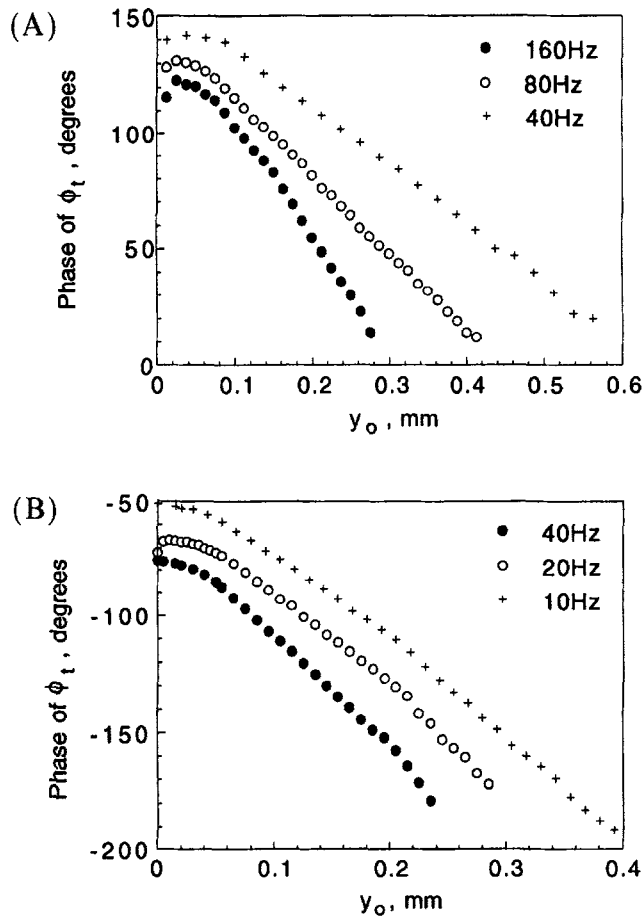 (A)
150
100
50
0
Phase of ϕt , degrees
160Hz
80Hz
40Hz
0 0.1 0.2 0.3 0.4 0.5 0.6
yo , mm
(B)
-50
-100
-150
-200
Phase of ϕt , degrees
40Hz
20Hz
10Hz
0 0.1 0.2 0.3 0.4
yo , mm